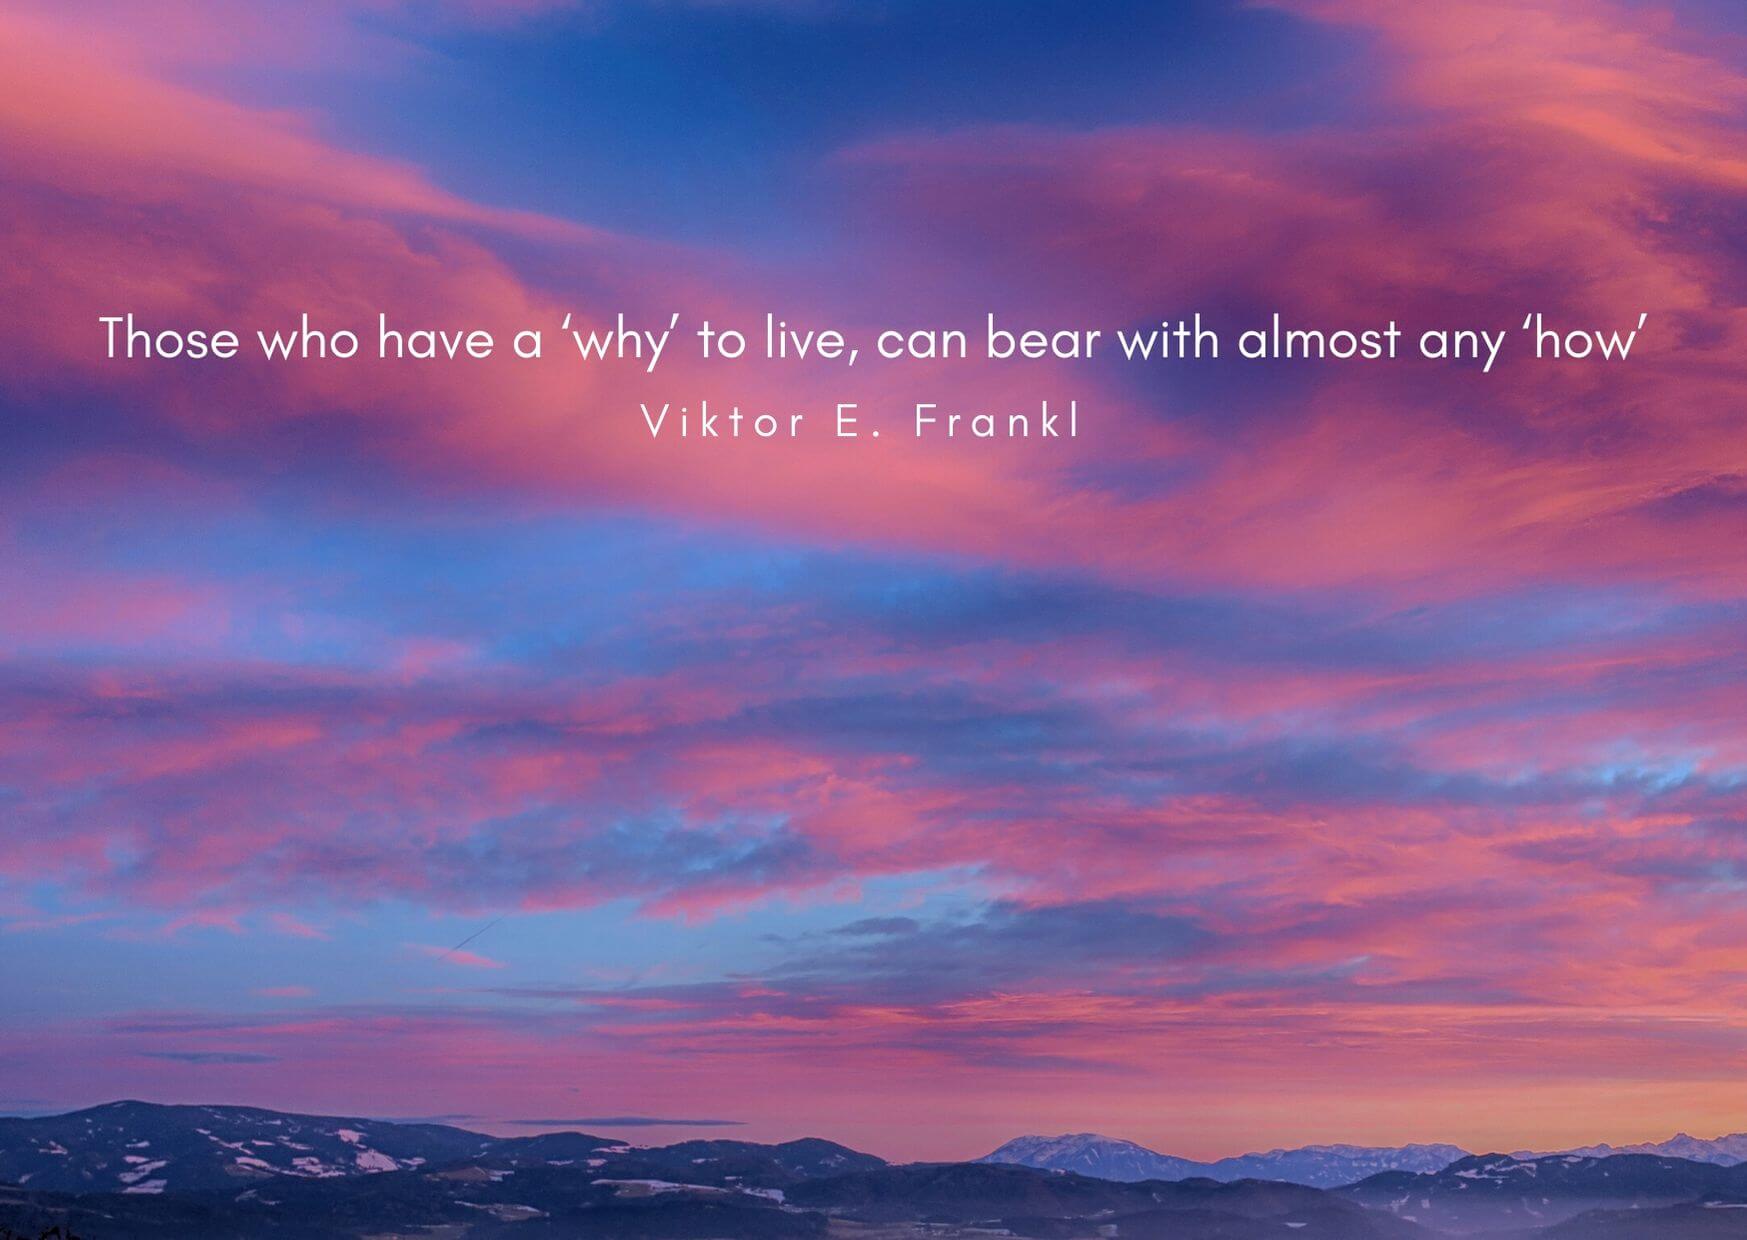 Those who have a ‘why’ to live, can bear with almost any ‘how’
Viktor E. Frankl